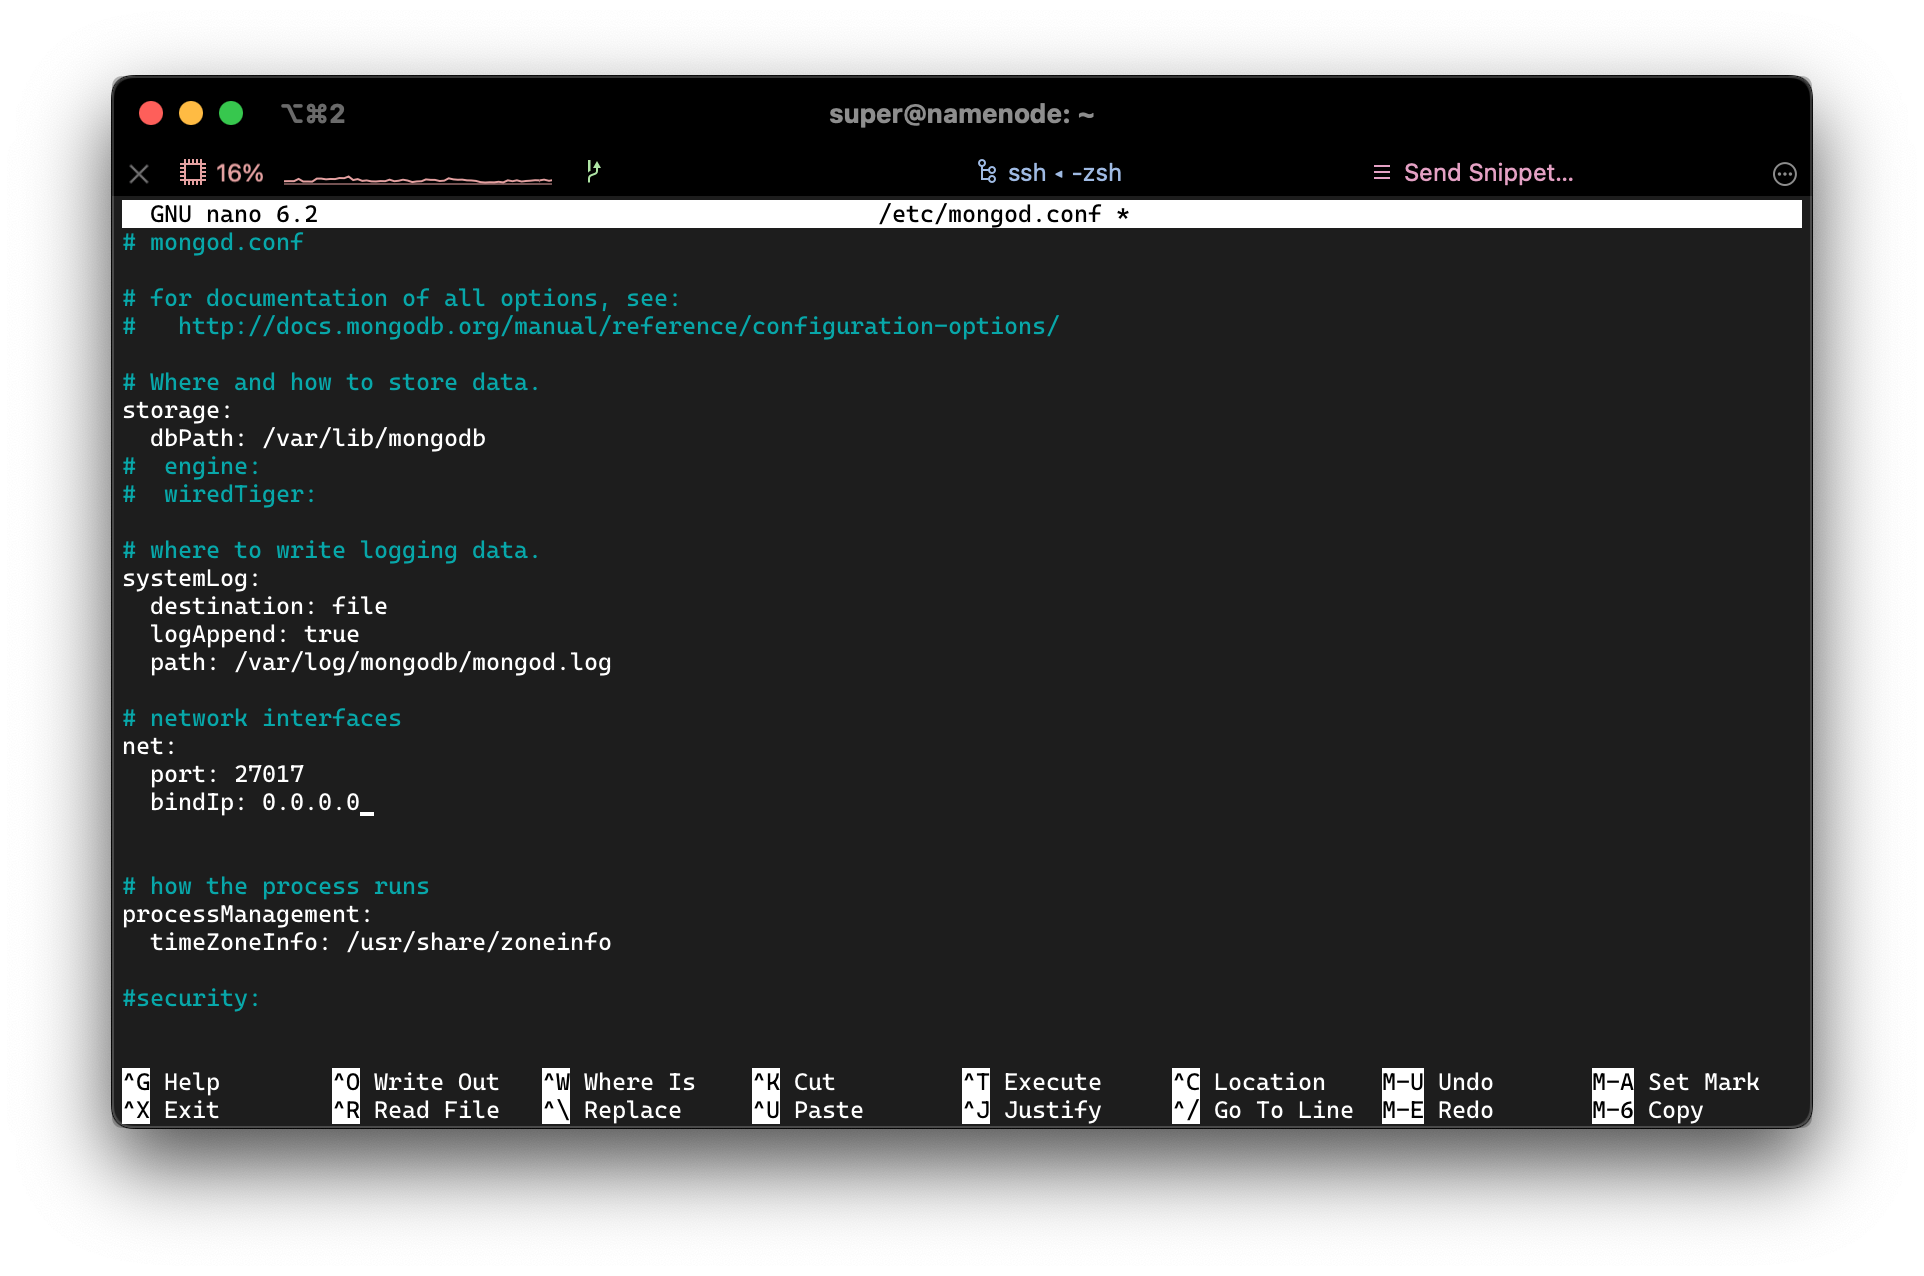 ⌥⌘2
super@namenode: ~
16%
ssh ◂ -zsh
Send Snippet...
GNU nano 6.2 /etc/mongod.conf *
# mongod.conf
# for documentation of all options, see:
#   http://docs.mongodb.org/manual/reference/configuration-options/
# Where and how to store data.
storage:
  dbPath: /var/lib/mongodb
#  engine:
#  wiredTiger:
# where to write logging data.
systemLog:
  destination: file
  logAppend: true
  path: /var/log/mongodb/mongod.log
# network interfaces
net:
  port: 27017
  bindIp: 0.0.0.0
# how the process runs
processManagement:
  timeZoneInfo: /usr/share/zoneinfo
#security:
^G Help ^O Write Out ^W Where Is ^K Cut ^T Execute ^C Location M-U Undo M-A Set Mark
^X Exit ^R Read File ^\ Replace ^U Paste ^J Justify ^/ Go To Line M-E Redo M-6 Copy